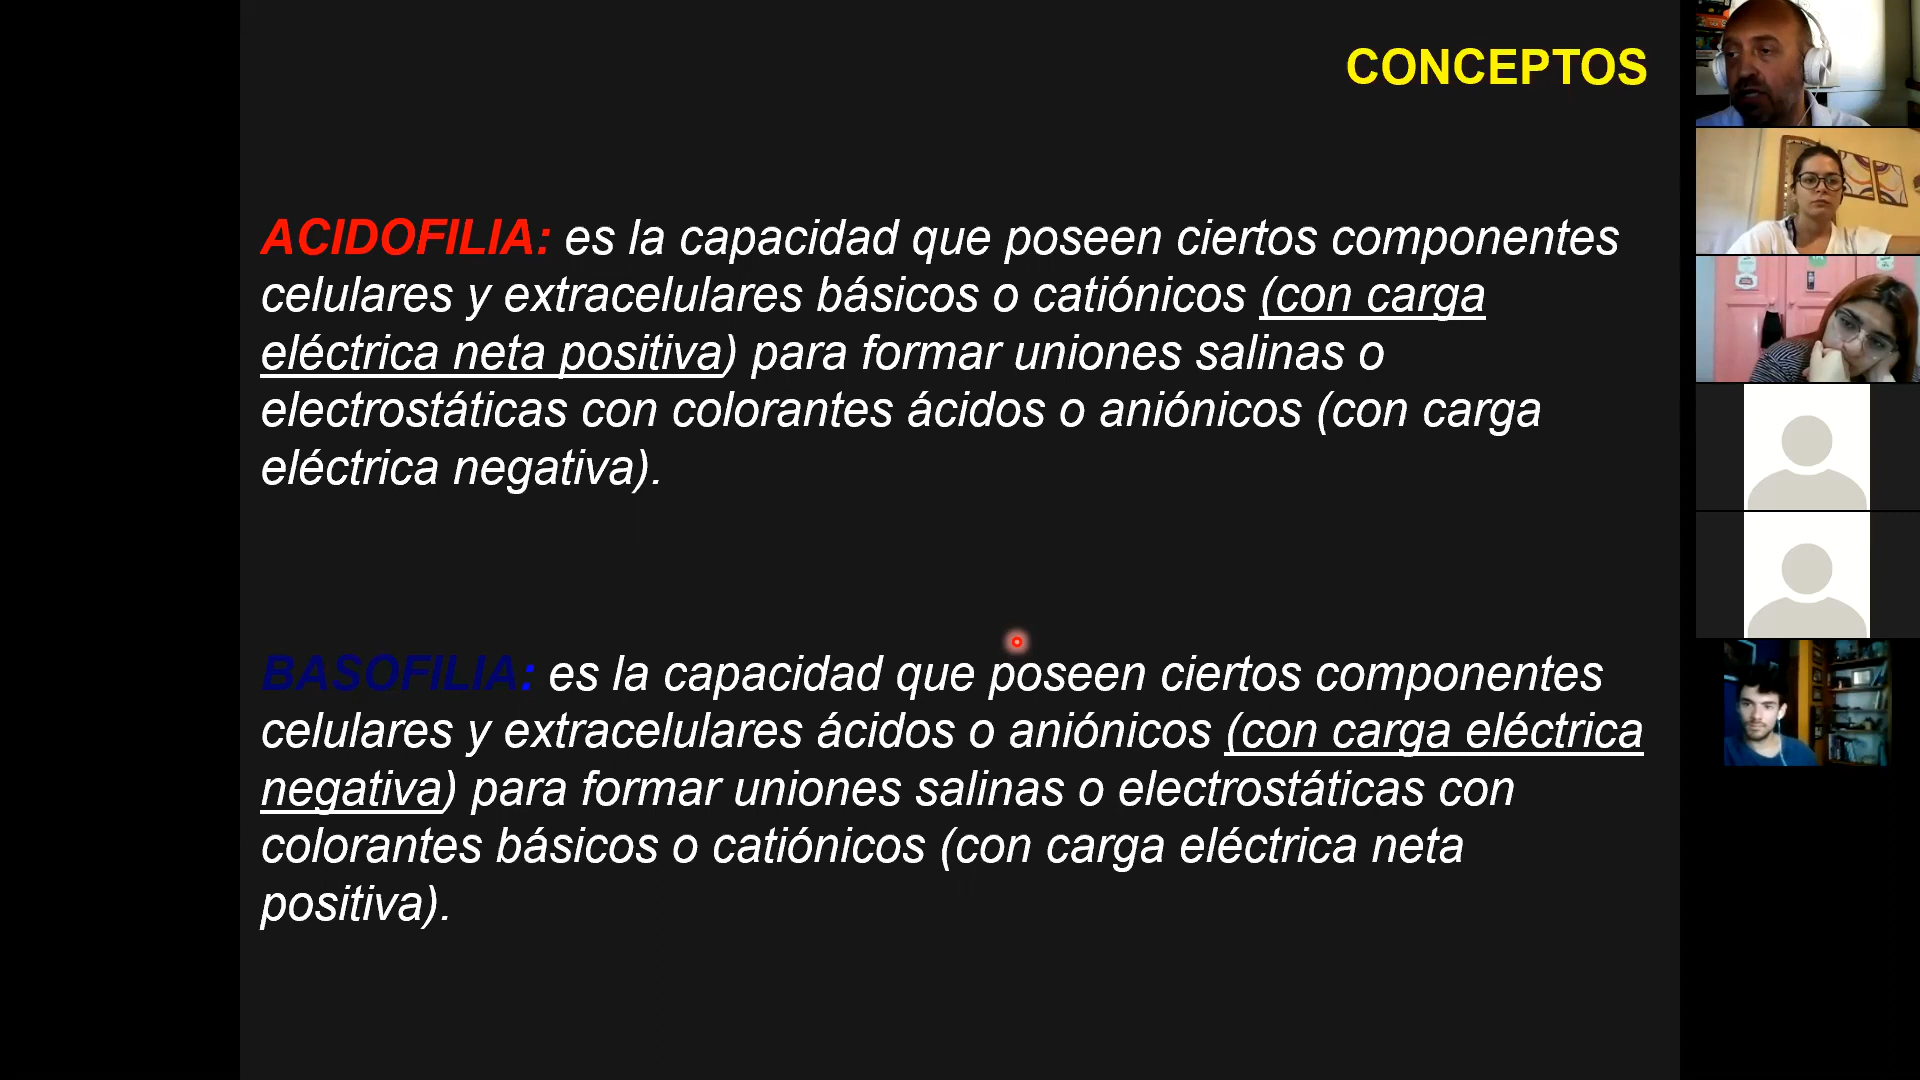 CONCEPTOS
ACIDOFILIA: es la capacidad que poseen ciertos componentes
celulares y extracelulares básicos o catiónicos (con carga
eléctrica neta positiva) para formar uniones salinas o
electrostáticas con colorantes ácidos o aniónicos (con carga
eléctrica negativa).
BASOFILIA: es la capacidad que poseen ciertos componentes
celulares y extracelulares ácidos o aniónicos (con carga eléctrica
negativa) para formar uniones salinas o electrostáticas con
colorantes básicos o catiónicos (con carga eléctrica neta
positiva).